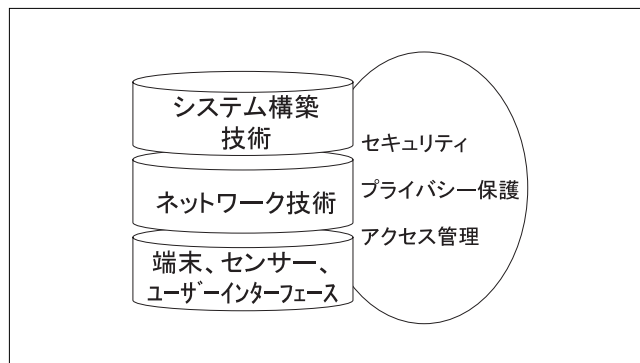 システム構築
技術
ネットワーク技術
端末、センサー、
ユーザーインターフェース
セキュリティ
プライバシー保護
アクセス管理